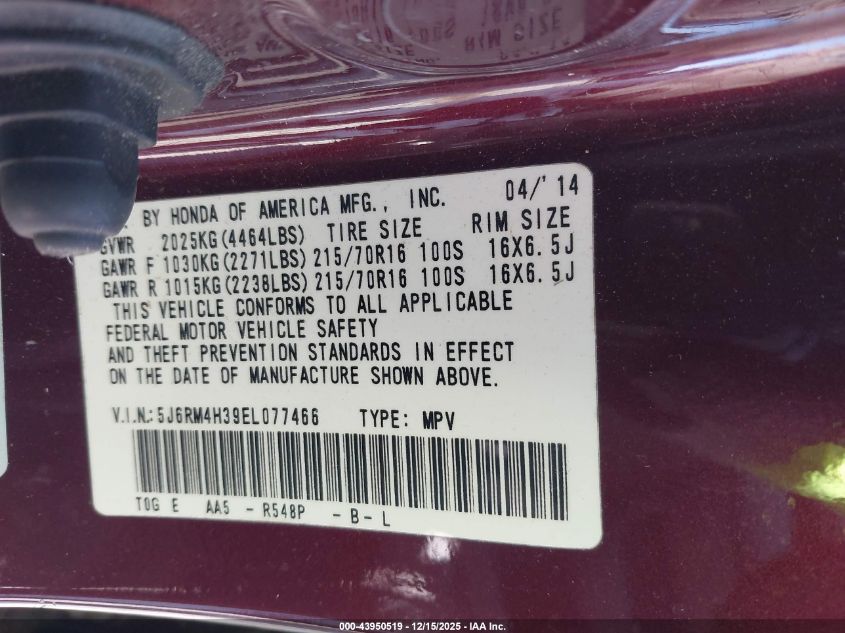 BY HONDA OF AMERICA MFG., INC. 04/'14
GVWR 2025KG(4464LBS) TIRE SIZE RIM SIZE
GAWR F 1030KG(2271LBS) 215/70R16 100S 16X6.5J
GAWR R 1015KG(2238LBS) 215/70R16 100S 16X6.5J
THIS VEHICLE CONFORMS TO ALL APPLICABLE
FEDERAL MOTOR VEHICLE SAFETY
AND THEFT PREVENTION STANDARDS IN EFFECT
ON THE DATE OF MANUFACTURE SHOWN ABOVE.
V.I.N.: 5J6RM4H39EL077466 TYPE: MPV
T0G E AA5 - R548P - B - L
000-43950519 - 12/15/2025 - IAA Inc.